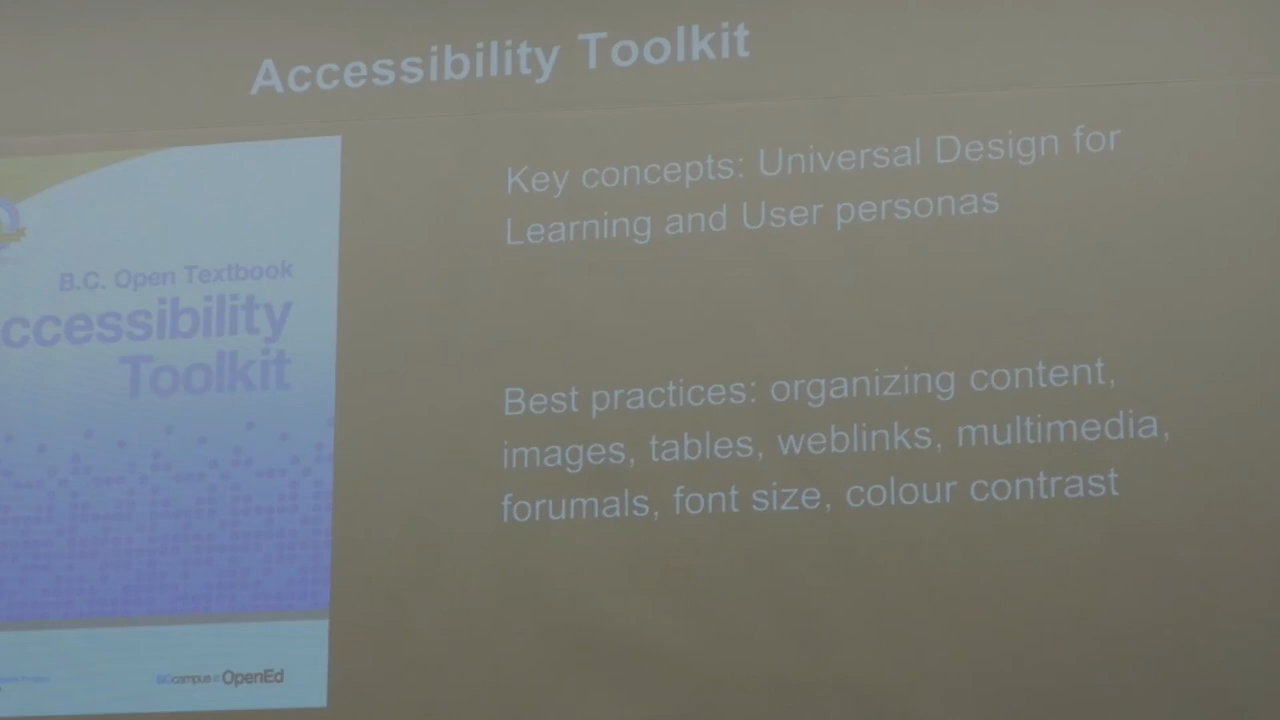 Accessibility Toolkit
Key concepts: Universal Design for
Learning and User personas
Best practices: organizing content,
images, tables, weblinks, multimedia,
forumals, font size, colour contrast
B.C. Open Textbook
ccessibility
Toolkit
BCcampus OpenEd